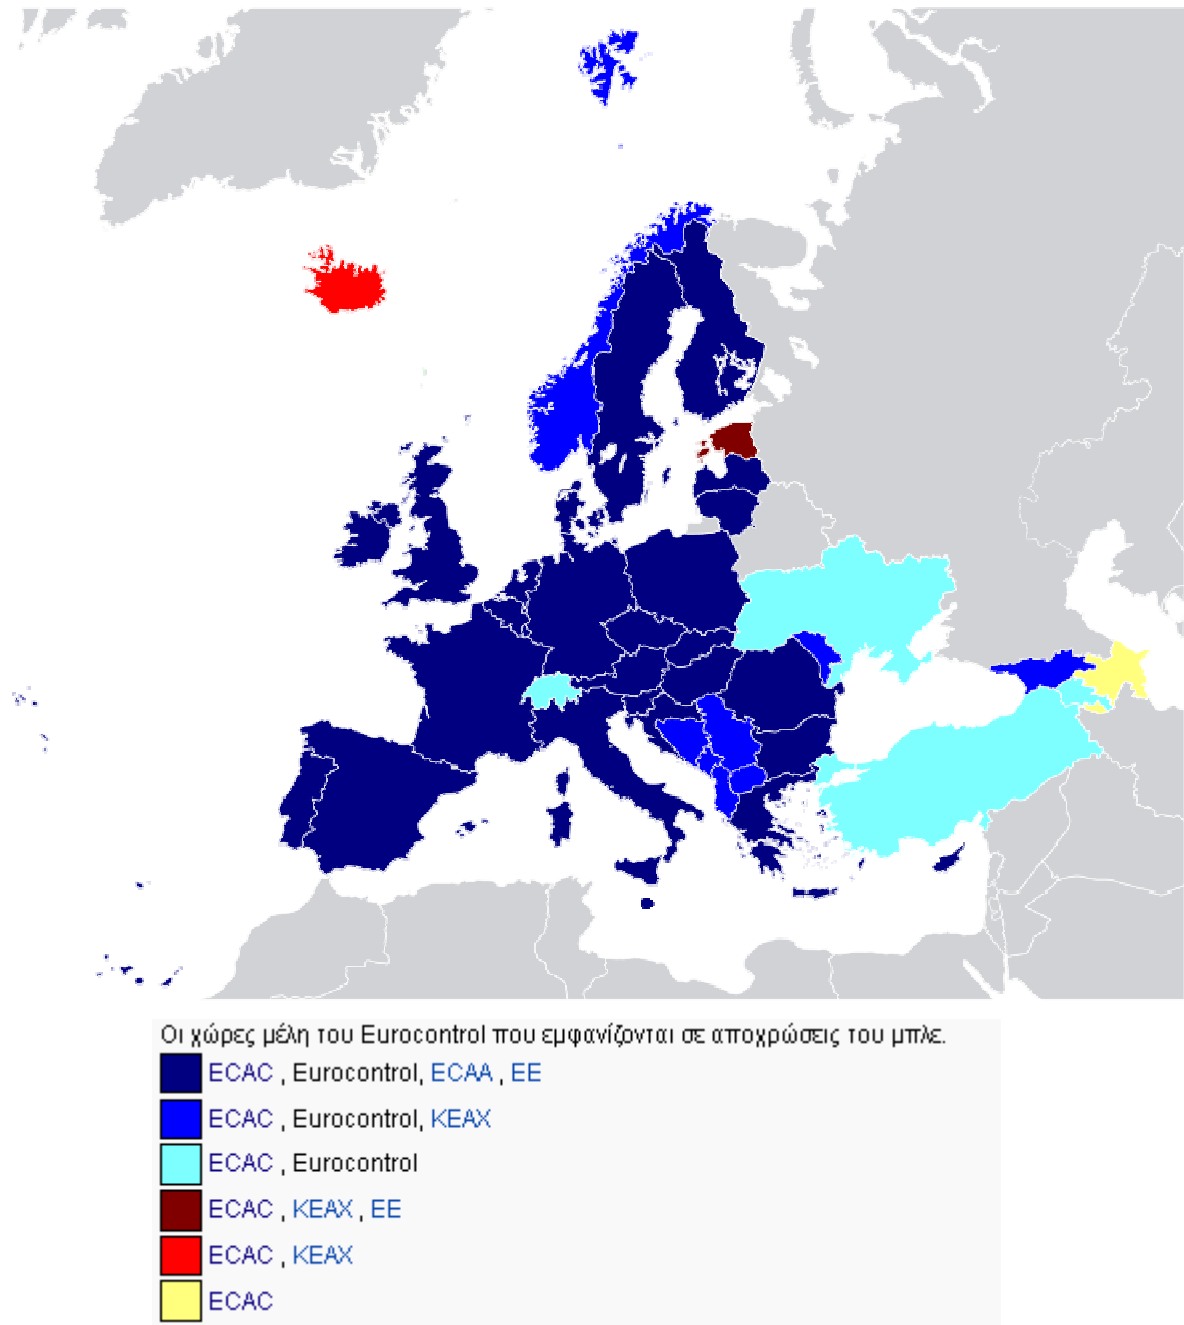 Οι χώρες μέλη του Eurocontrol που εμφανίζονται σε αποχρώσεις του μπλε.
ECAC , Eurocontrol, ECAA , EE
ECAC , Eurocontrol, ΚΕΑΧ
ECAC , Eurocontrol
ECAC , ΚΕΑΧ , ΕΕ
ECAC , ΚΕΑΧ
ECAC